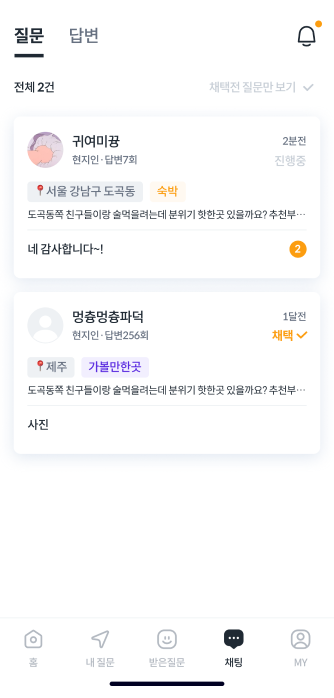 질문 답변
전체 2건 채택전 질문만 보기
귀여미뀽 2분전
현지인·답변7회 진행중
서울 강남구 도곡동 숙박
도곡동쪽 친구들이랑 술먹을려는데 분위기 핫한곳 있을까요? 추천부…
네 감사합니다~! 2
멍츙멍츙파덕 1달전
현지인·답변256회 채택
제주 가볼만한곳
도곡동쪽 친구들이랑 술먹을려는데 분위기 핫한곳 있을까요? 추천부…
사진
홈 내 질문 받은질문 채팅 MY